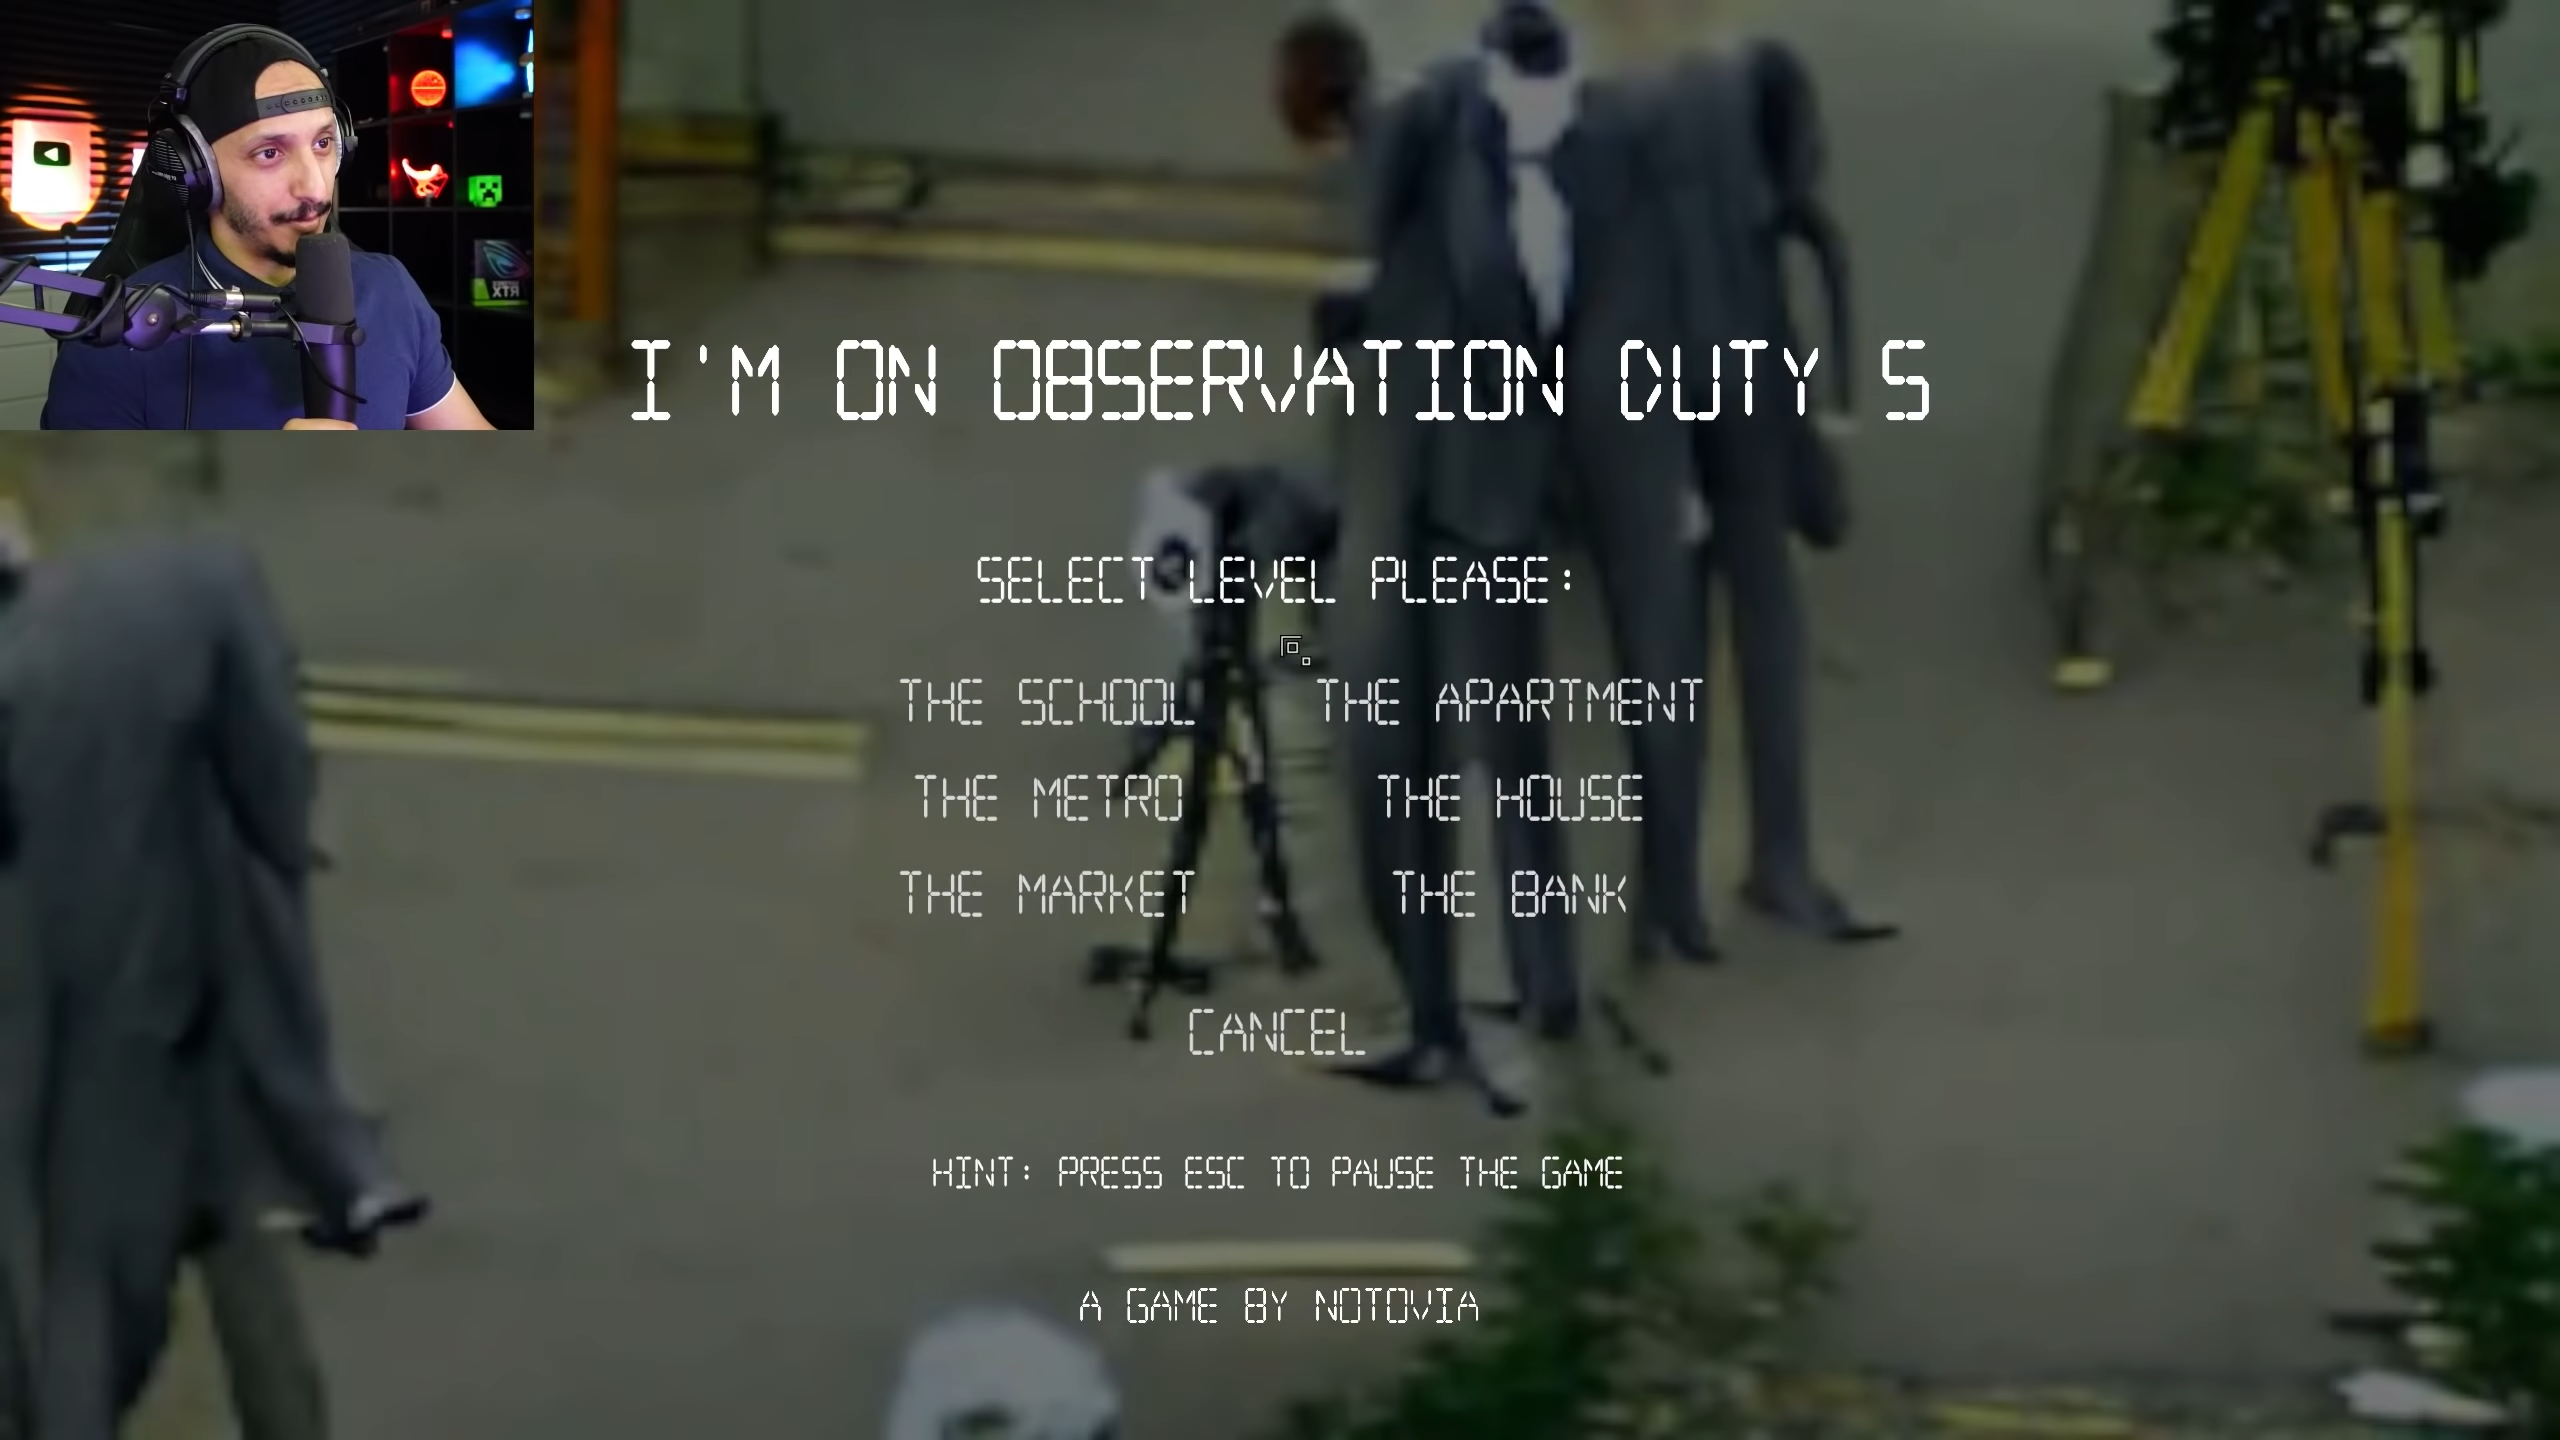 I'M ON OBSERVATION DUTY 5
SELECT LEVEL PLEASE:
THE SCHOOL THE APARTMENT
THE METRO THE HOUSE
THE MARKET THE BANK
CANCEL
HINT: PRESS ESC TO PAUSE THE GAME
A GAME BY NOTOVIA